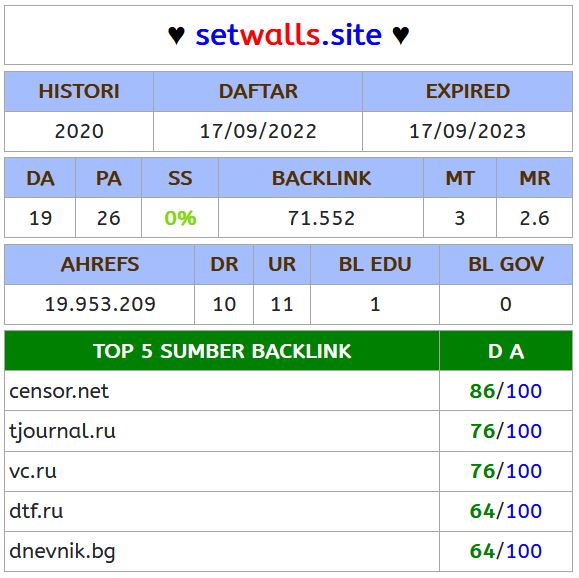 ♥ setwalls.site ♥
HISTORI DAFTAR EXPIRED
2020 17/09/2022 17/09/2023
DA PA SS BACKLINK MT MR
19 26 0% 71.552 3 2.6
AHREFS DR UR BL EDU BL GOV
19.953.209 10 11 1 0
TOP 5 SUMBER BACKLINK D A
censor.net 86/100
tjournal.ru 76/100
vc.ru 76/100
dtf.ru 64/100
dnevnik.bg 64/100